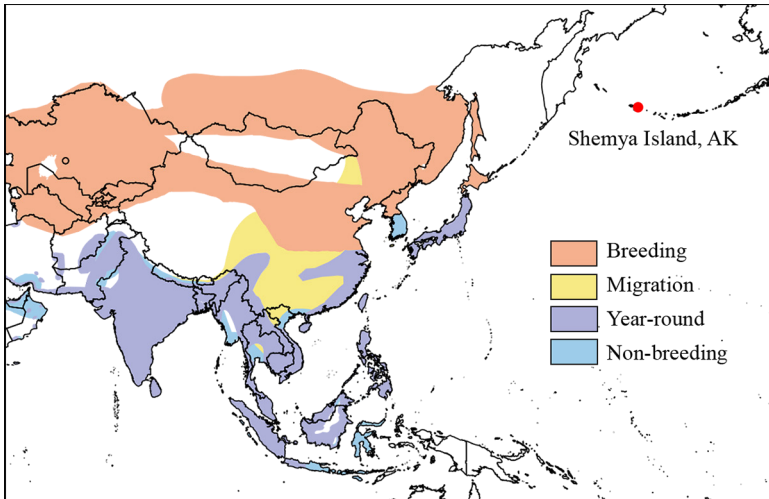 Shemya Island, AK
Breeding
Migration
Year-round
Non-breeding